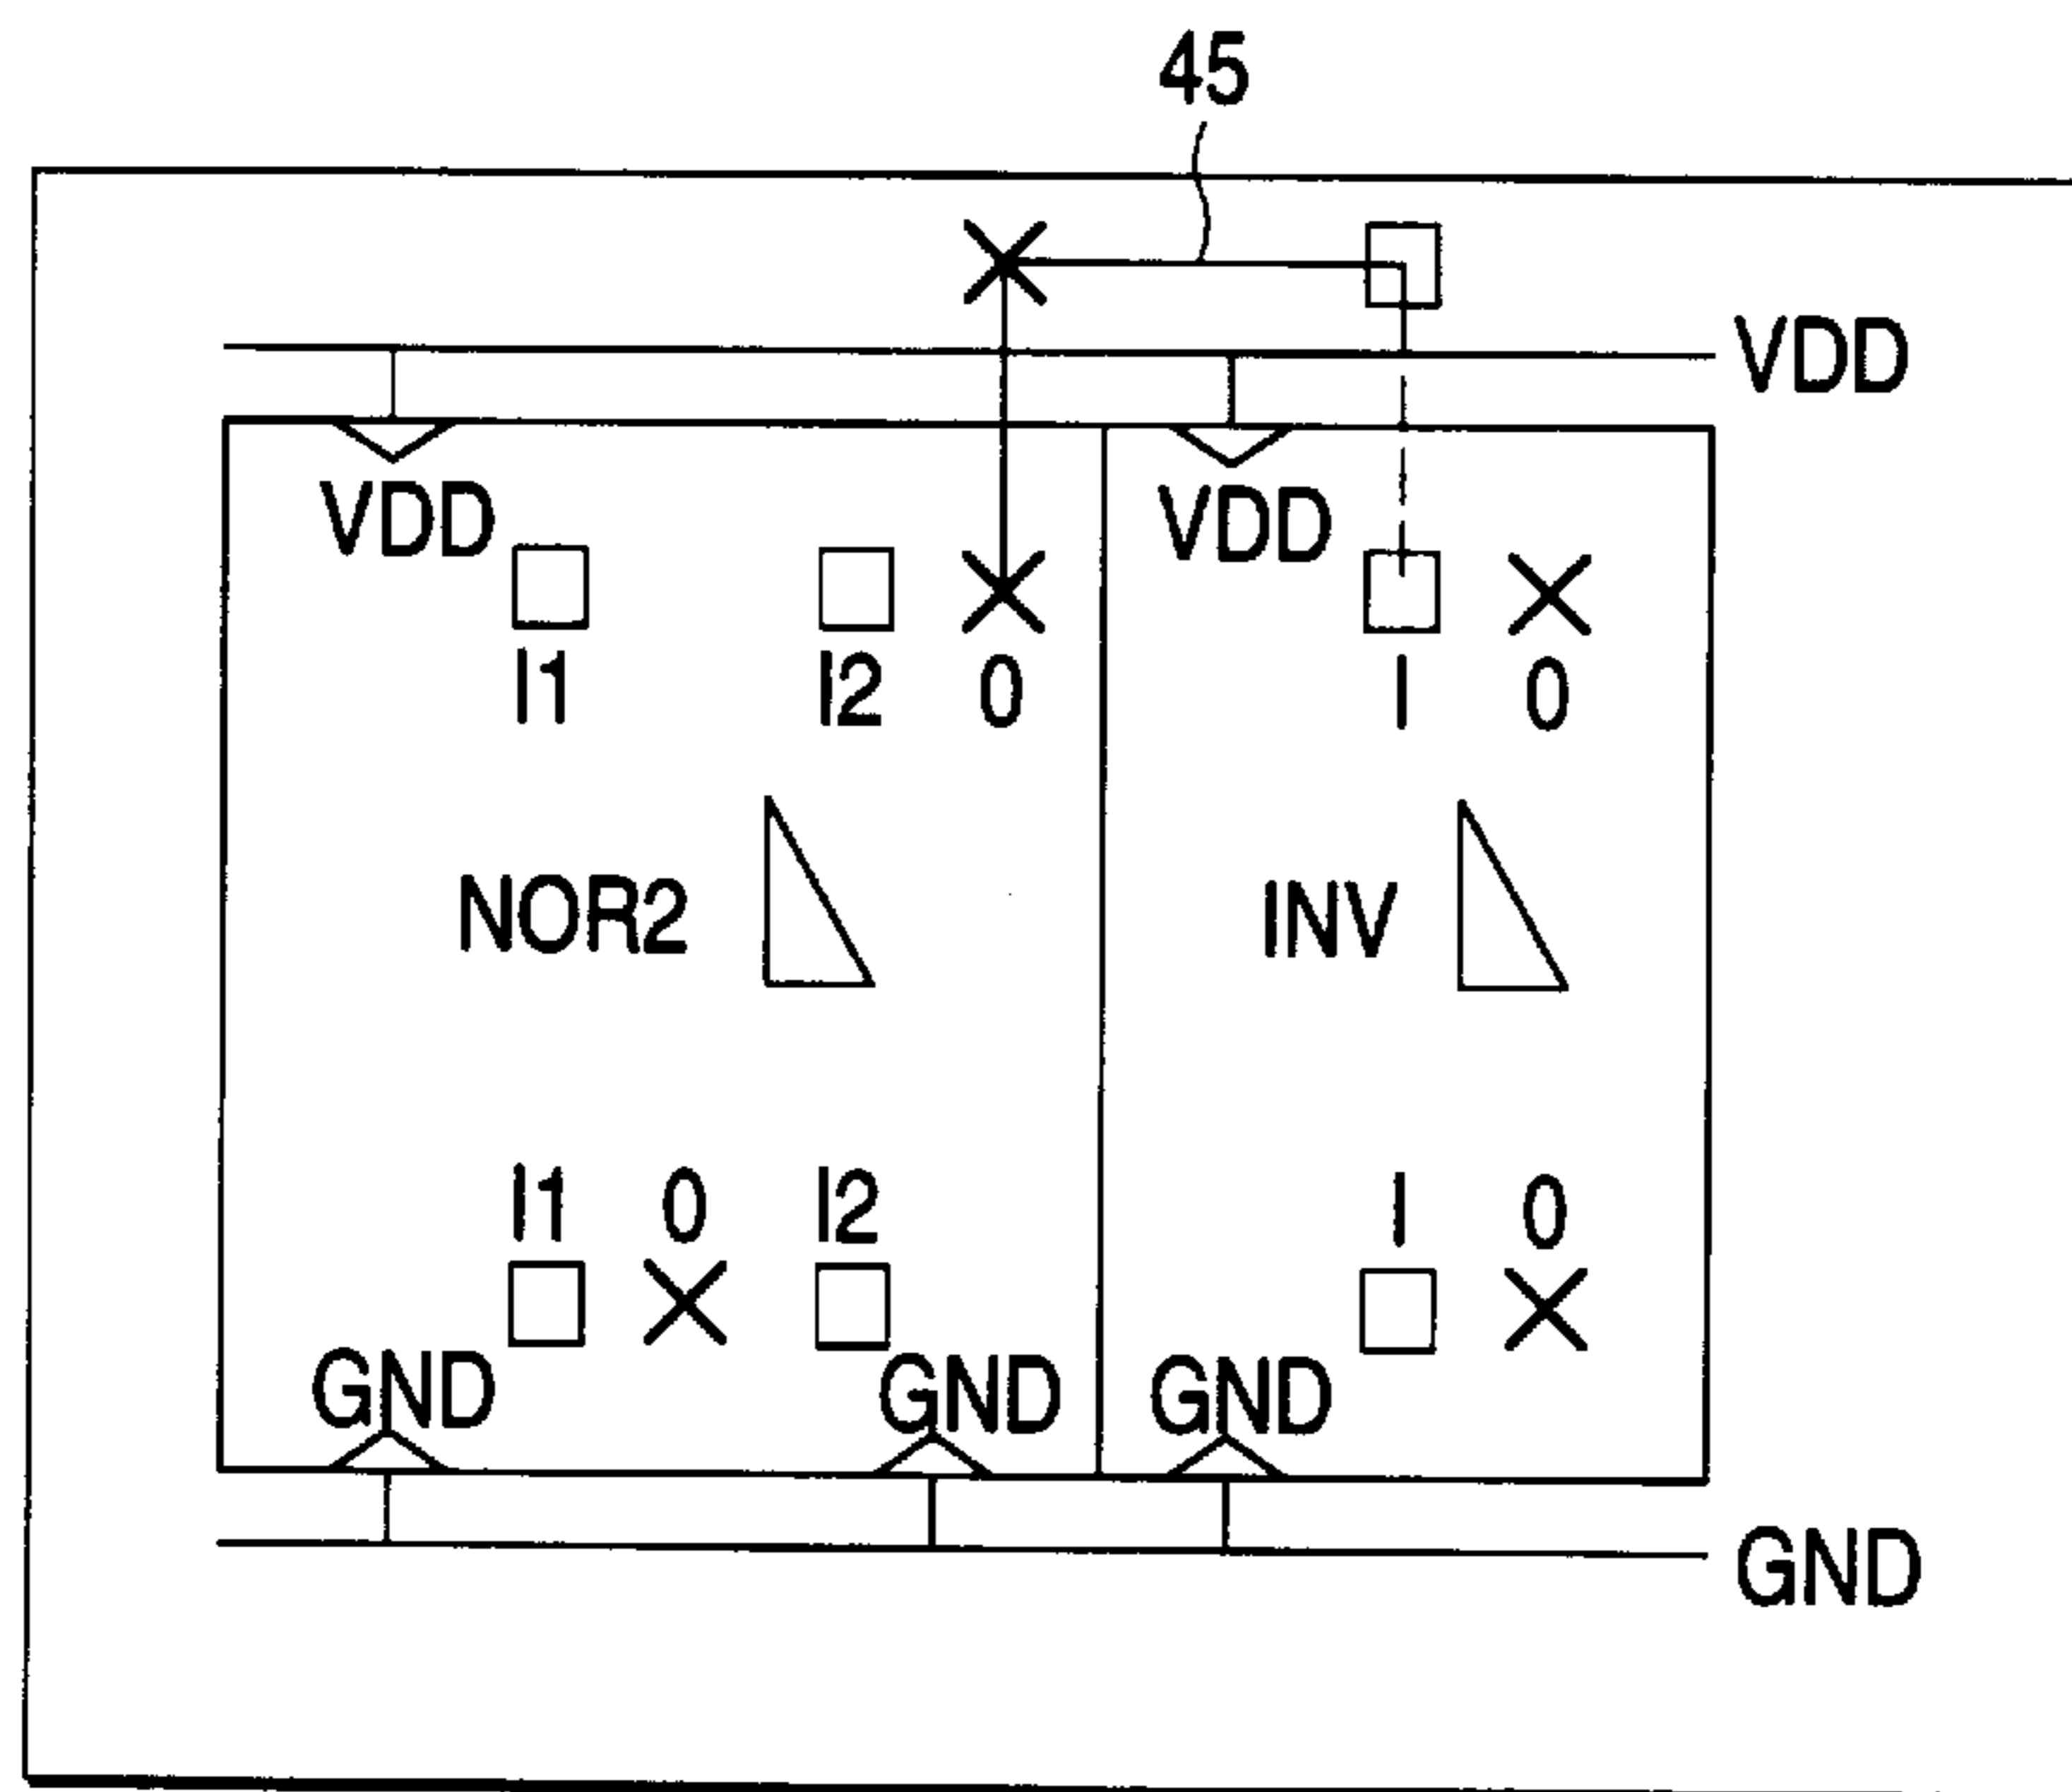 45
VDD
VDD VDD
I1 I2 0 I 0
NOR2 INV
I1 0 I2 I 0
GND GND GND
GND